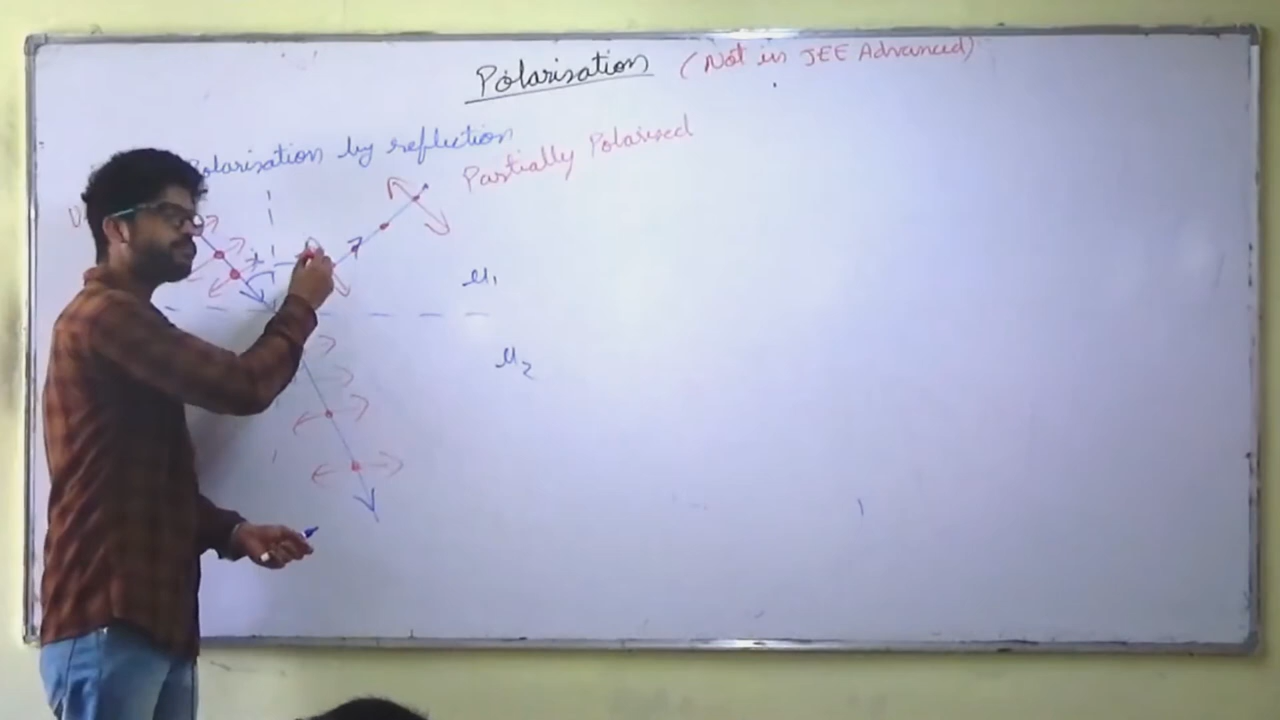 Polarisation (Not in JEE Advanced)
Polarisation by reflection
Partially Polarised
i
μ₁
μ₂